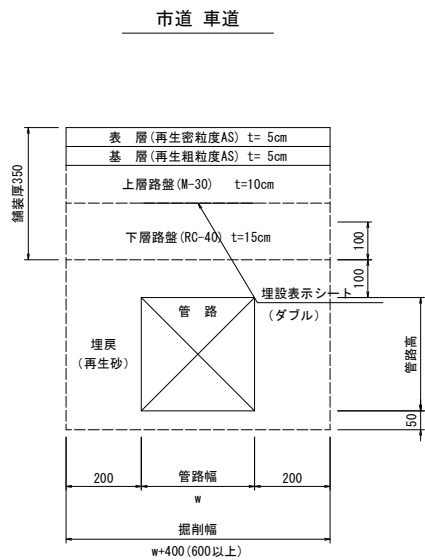 市道 車道
表 層(再生密粒度AS) t= 5cm
基 層(再生粗粒度AS) t= 5cm
上層路盤(M-30) t=10cm
舗装厚350
下層路盤(RC-40) t=15cm
100
100
埋設表示シート
(ダブル)
管 路
埋戻
(再生砂)
管路高
50
200
管路幅
200
w
掘削幅
w+400(600以上)